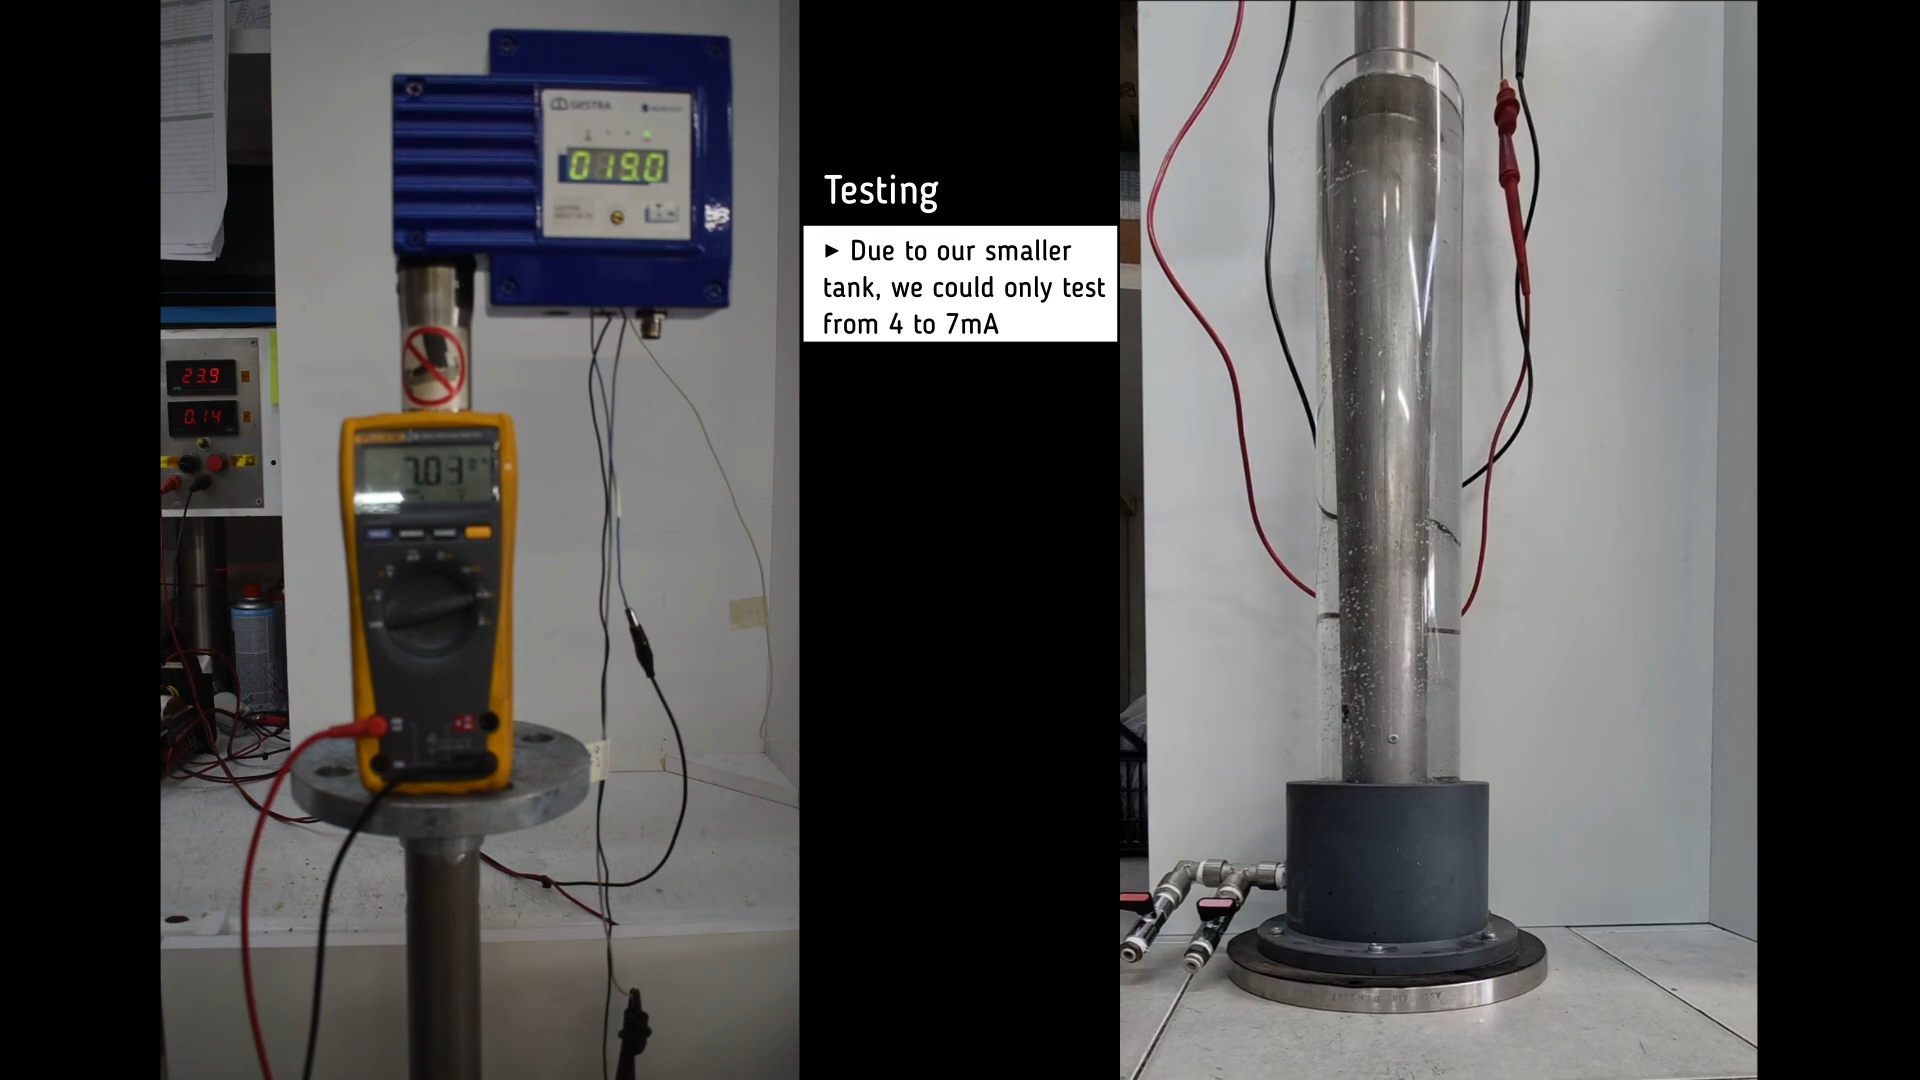 GESTRA
019.0
Testing
► Due to our smaller
tank, we could only test
from 4 to 7mA
23.9
0.14
FLUKE
7.03